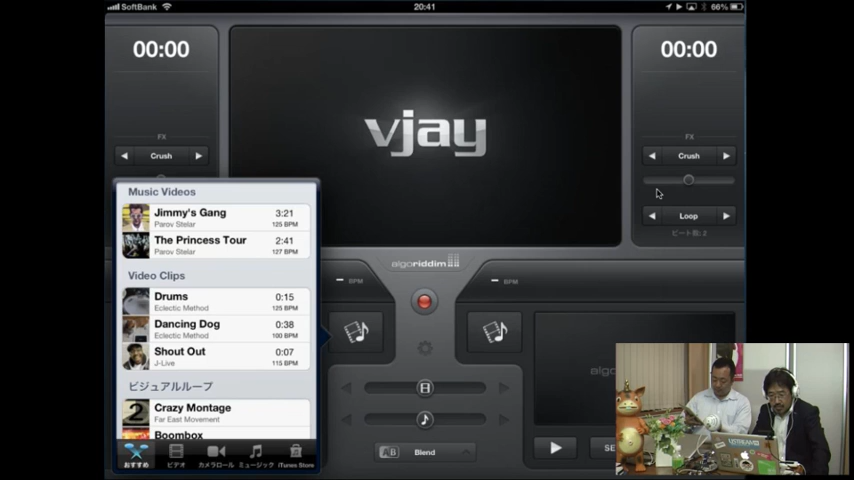 SoftBank
20:41
66%
00:00
00:00
vjay
FX
Crush
FX
Crush
Loop
ビート数: 2
Music Videos
Jimmy's Gang
3:21
Parov Stelar
125 BPM
The Princess Tour
2:41
Parov Stelar
127 BPM
Video Clips
Drums
0:15
Eclectic Method
125 BPM
Dancing Dog
0:38
Eclectic Method
100 BPM
Shout Out
0:07
J-Live
115 BPM
ビジュアルループ
2
Crazy Montage
Far East Movement
Boombox
おすすめ
ビデオ
カメラロール
ミュージック
iTunes Store
algoriddim
– BPM
– BPM
AB
Blend
algo
SE
USTREAM